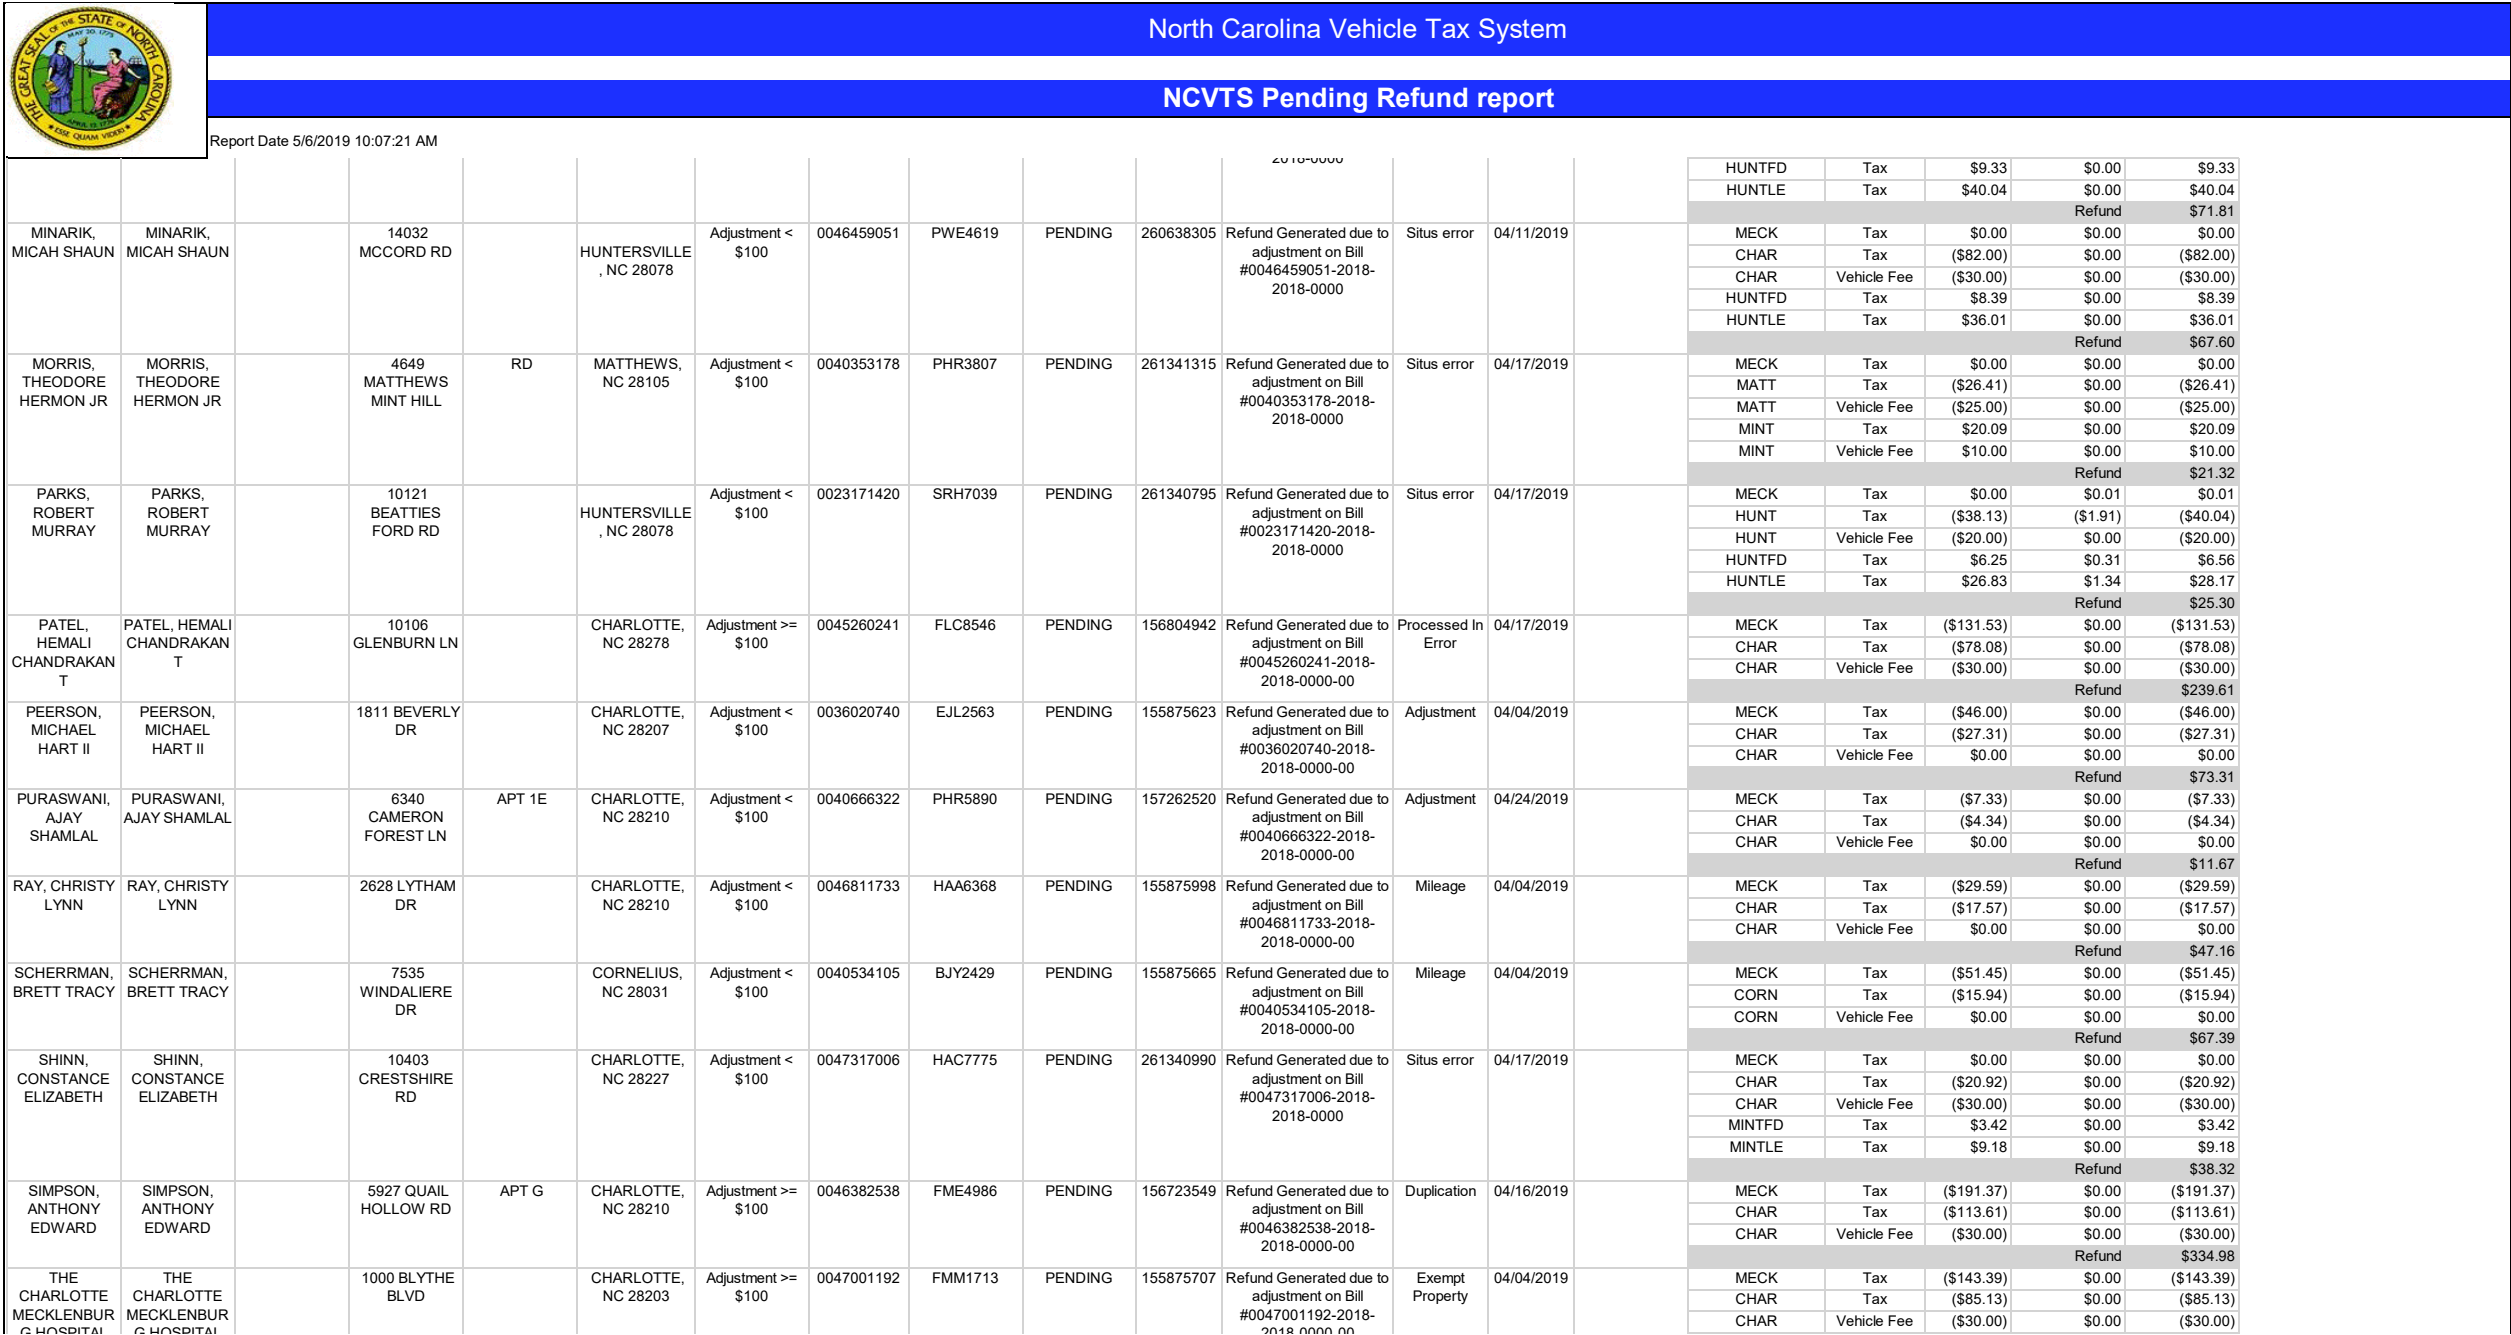 THE GREAT SEAL OF THE STATE OF NORTH CAROLINA
MAY 20, 1775
APRIL 12, 1776
ESSE QUAM VIDERI
North Carolina Vehicle Tax System
NCVTS Pending Refund report
Report Date 5/6/2019 10:07:21 AM
2018-0000
HUNTFD Tax $9.33 $0.00 $9.33
HUNTLE Tax $40.04 $0.00 $40.04
Refund $71.81
MINARIK, MINARIK, 14032 Adjustment < 0046459051 PWE4619 PENDING 260638305 Refund Generated due to Situs error 04/11/2019 MECK Tax $0.00 $0.00 $0.00
MICAH SHAUN MICAH SHAUN MCCORD RD HUNTERSVILLE $100 adjustment on Bill CHAR Tax ($82.00) $0.00 ($82.00)
, NC 28078 #0046459051-2018- CHAR Vehicle Fee ($30.00) $0.00 ($30.00)
2018-0000 HUNTFD Tax $8.39 $0.00 $8.39
HUNTLE Tax $36.01 $0.00 $36.01
Refund $67.60
MORRIS, MORRIS, 4649 RD MATTHEWS, Adjustment < 0040353178 PHR3807 PENDING 261341315 Refund Generated due to Situs error 04/17/2019 MECK Tax $0.00 $0.00 $0.00
THEODORE THEODORE MATTHEWS NC 28105 $100 adjustment on Bill MATT Tax ($26.41) $0.00 ($26.41)
HERMON JR HERMON JR MINT HILL #0040353178-2018- MATT Vehicle Fee ($25.00) $0.00 ($25.00)
2018-0000 MINT Tax $20.09 $0.00 $20.09
MINT Vehicle Fee $10.00 $0.00 $10.00
Refund $21.32
PARKS, PARKS, 10121 Adjustment < 0023171420 SRH7039 PENDING 261340795 Refund Generated due to Situs error 04/17/2019 MECK Tax $0.00 $0.01 $0.01
ROBERT ROBERT BEATTIES HUNTERSVILLE $100 adjustment on Bill HUNT Tax ($38.13) ($1.91) ($40.04)
MURRAY MURRAY FORD RD , NC 28078 #0023171420-2018- HUNT Vehicle Fee ($20.00) $0.00 ($20.00)
2018-0000 HUNTFD Tax $6.25 $0.31 $6.56
HUNTLE Tax $26.83 $1.34 $28.17
Refund $25.30
PATEL, PATEL, HEMALI 10106 CHARLOTTE, Adjustment >= 0045260241 FLC8546 PENDING 156804942 Refund Generated due to Processed In 04/17/2019 MECK Tax ($131.53) $0.00 ($131.53)
HEMALI CHANDRAKAN GLENBURN LN NC 28278 $100 adjustment on Bill Error CHAR Tax ($78.08) $0.00 ($78.08)
CHANDRAKAN T #0045260241-2018- CHAR Vehicle Fee ($30.00) $0.00 ($30.00)
T 2018-0000-00 Refund $239.61
PEERSON, PEERSON, 1811 BEVERLY CHARLOTTE, Adjustment < 0036020740 EJL2563 PENDING 155875623 Refund Generated due to Adjustment 04/04/2019 MECK Tax ($46.00) $0.00 ($46.00)
MICHAEL MICHAEL DR NC 28207 $100 adjustment on Bill CHAR Tax ($27.31) $0.00 ($27.31)
HART II HART II #0036020740-2018- CHAR Vehicle Fee $0.00 $0.00 $0.00
2018-0000-00 Refund $73.31
PURASWANI, PURASWANI, 6340 APT 1E CHARLOTTE, Adjustment < 0040666322 PHR5890 PENDING 157262520 Refund Generated due to Adjustment 04/24/2019 MECK Tax ($7.33) $0.00 ($7.33)
AJAY AJAY SHAMLAL CAMERON NC 28210 $100 adjustment on Bill CHAR Tax ($4.34) $0.00 ($4.34)
SHAMLAL FOREST LN #0040666322-2018- CHAR Vehicle Fee $0.00 $0.00 $0.00
2018-0000-00 Refund $11.67
RAY, CHRISTY RAY, CHRISTY 2628 LYTHAM CHARLOTTE, Adjustment < 0046811733 HAA6368 PENDING 155875998 Refund Generated due to Mileage 04/04/2019 MECK Tax ($29.59) $0.00 ($29.59)
LYNN LYNN DR NC 28210 $100 adjustment on Bill CHAR Tax ($17.57) $0.00 ($17.57)
#0046811733-2018- CHAR Vehicle Fee $0.00 $0.00 $0.00
2018-0000-00 Refund $47.16
SCHERRMAN, SCHERRMAN, 7535 CORNELIUS, Adjustment < 0040534105 BJY2429 PENDING 155875665 Refund Generated due to Mileage 04/04/2019 MECK Tax ($51.45) $0.00 ($51.45)
BRETT TRACY BRETT TRACY WINDALIERE NC 28031 $100 adjustment on Bill CORN Tax ($15.94) $0.00 ($15.94)
DR #0040534105-2018- CORN Vehicle Fee $0.00 $0.00 $0.00
2018-0000-00 Refund $67.39
SHINN, SHINN, 10403 CHARLOTTE, Adjustment < 0047317006 HAC7775 PENDING 261340990 Refund Generated due to Situs error 04/17/2019 MECK Tax $0.00 $0.00 $0.00
CONSTANCE CONSTANCE CRESTSHIRE NC 28227 $100 adjustment on Bill CHAR Tax ($20.92) $0.00 ($20.92)
ELIZABETH ELIZABETH RD #0047317006-2018- CHAR Vehicle Fee ($30.00) $0.00 ($30.00)
2018-0000 MINTFD Tax $3.42 $0.00 $3.42
MINTLE Tax $9.18 $0.00 $9.18
Refund $38.32
SIMPSON, SIMPSON, 5927 QUAIL APT G CHARLOTTE, Adjustment >= 0046382538 FME4986 PENDING 156723549 Refund Generated due to Duplication 04/16/2019 MECK Tax ($191.37) $0.00 ($191.37)
ANTHONY ANTHONY HOLLOW RD NC 28210 $100 adjustment on Bill CHAR Tax ($113.61) $0.00 ($113.61)
EDWARD EDWARD #0046382538-2018- CHAR Vehicle Fee ($30.00) $0.00 ($30.00)
2018-0000-00 Refund $334.98
THE THE 1000 BLYTHE CHARLOTTE, Adjustment >= 0047001192 FMM1713 PENDING 155875707 Refund Generated due to Exempt 04/04/2019 MECK Tax ($143.39) $0.00 ($143.39)
CHARLOTTE CHARLOTTE BLVD NC 28203 $100 adjustment on Bill Property CHAR Tax ($85.13) $0.00 ($85.13)
MECKLENBUR MECKLENBUR #0047001192-2018- CHAR Vehicle Fee ($30.00) $0.00 ($30.00)
G HOSPITAL G HOSPITAL 2018-0000-00